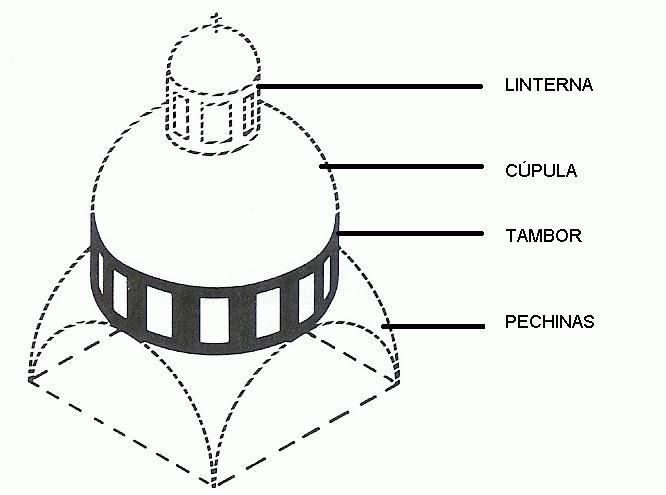 LINTERNA
CÚPULA
TAMBOR
PECHINAS